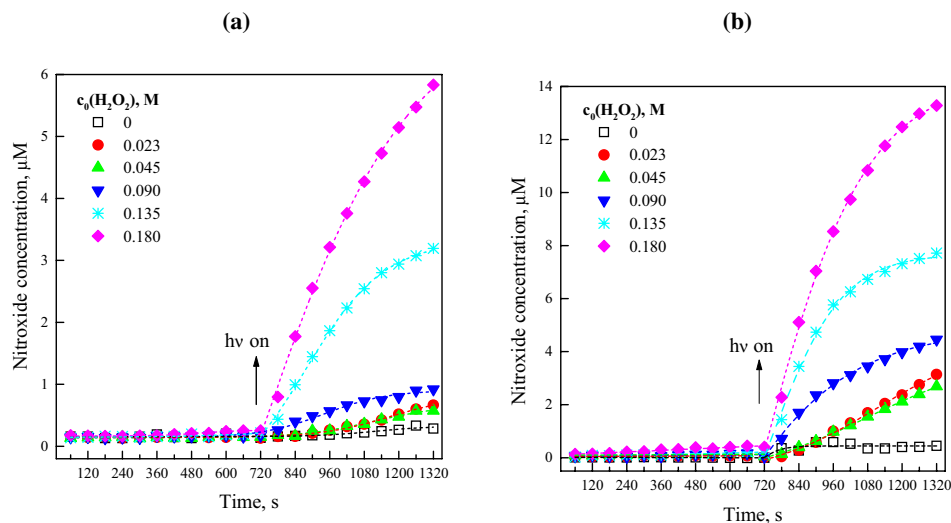 (a)
Nitroxide concentration, μM
6
5
4
3
2
1
0
c₀(H₂O₂), M
0
0.023
0.045
0.090
0.135
0.180
hν on
120 240 360 480 600 720 840 960 1080 1200 1320
Time, s
(b)
Nitroxide concentration, μM
14
12
10
8
6
4
2
0
c₀(H₂O₂), M
0
0.023
0.045
0.090
0.135
0.180
hν on
120 240 360 480 600 720 840 960 1080 1200 1320
Time, s